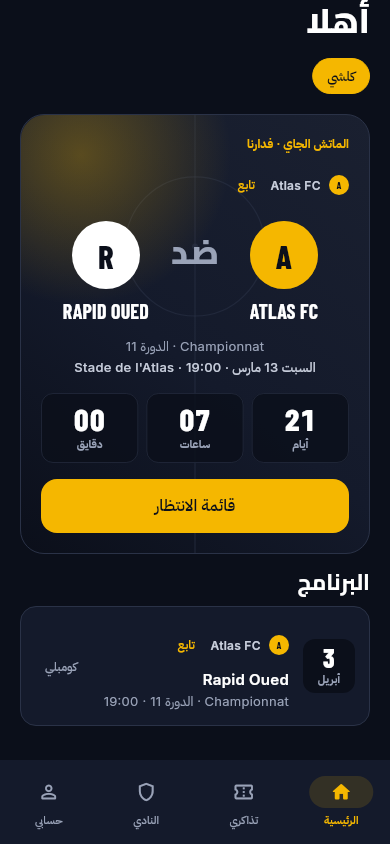 أهلا
كلشي
الماتش الجاي · فدارنا
A Atlas FC تابع
A ضد R
ATLAS FC RAPID OUED
Championnat · الدورة 11
السبت 13 مارس · 19:00 · Stade de l'Atlas
21 07 00
أيام ساعات دقايق
قائمة الانتظار
البرنامج
3 أبريل
A Atlas FC تابع
Rapid Oued
Championnat · الدورة 11 · 19:00
كومبلي
الرئيسية تذاكري النادي حسابي